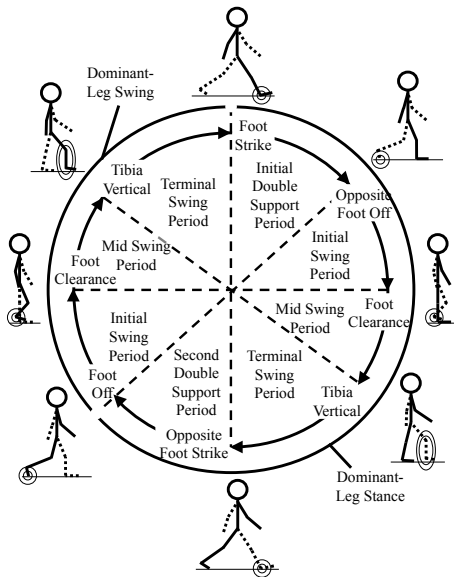 Dominant-
Leg Swing
Foot
Strike
Initial
Double
Support
Period
Opposite
Foot Off
Initial
Swing
Period
Foot
Clearance
Mid Swing
Period
Tibia
Vertical
Terminal
Swing
Period
Opposite
Foot Strike
Second
Double
Support
Period
Foot
Off
Initial
Swing
Period
Foot
Clearance
Mid Swing
Period
Tibia
Vertical
Terminal
Swing
Period
Dominant-
Leg Stance